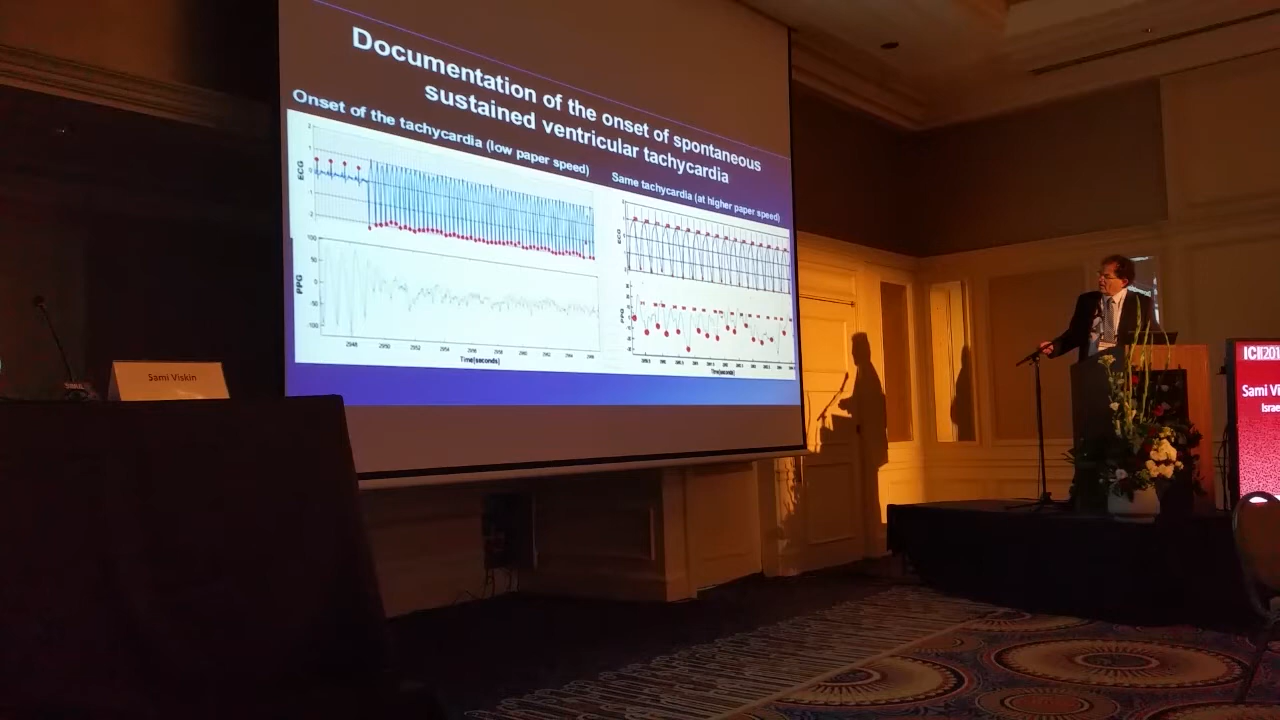 Documentation of the onset of spontaneous
sustained ventricular tachycardia
Onset of the tachycardia (low paper speed)
Same tachycardia (at higher paper speed)
ECG
PPG
Time(seconds)
ECG
PPG
Time(seconds)
Sami Viskin
ICI201
Sami Vi
Israe